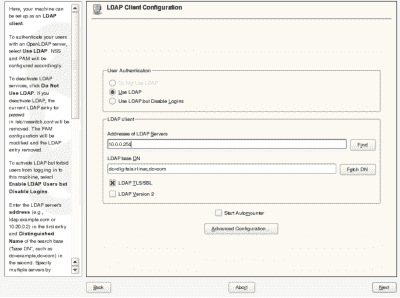 Here, your machine can
be set up as an LDAP
client.
To authenticate your users
with an OpenLDAP server,
select Use LDAP. NSS
and PAM will be
configured accordingly.
To deactivate LDAP
services, click Do Not
Use LDAP. If you
deactivate LDAP, the
current LDAP entry for
passwd
in /etc/nsswitch.conf will be
removed. The PAM
configuration will be
modified and the LDAP
entry removed.
To activate LDAP but forbid
users from logging in to
this machine, select
Enable LDAP Users but
Disable Logins.
Enter the LDAP server's
address (e.g.,
ldap.example.com or
10.20.0.2) in the first entry
and Distinguished
Name of the search base
("base DN", such as
dc=example,dc=com) in
the second. Specify
multiple servers by
LDAP Client Configuration
User Authentication
Do Not Use LDAP
Use LDAP
Use LDAP but Disable Logins
LDAP client
Addresses of LDAP Servers
10.0.0.254
Find
LDAP base DN
dc=digitalairlines,dc=com
Fetch DN
LDAP TLS/SSL
LDAP Version 2
Start Automounter
Advanced Configuration...
Back
Abort
Next